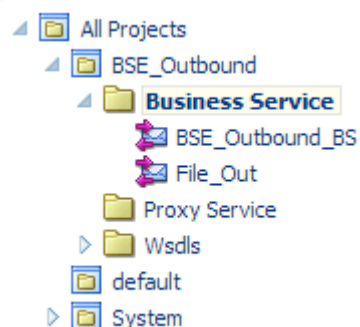 All Projects
BSE_Outbound
Business Service
BSE_Outbound_BS
File_Out
Proxy Service
Wsdls
default
System